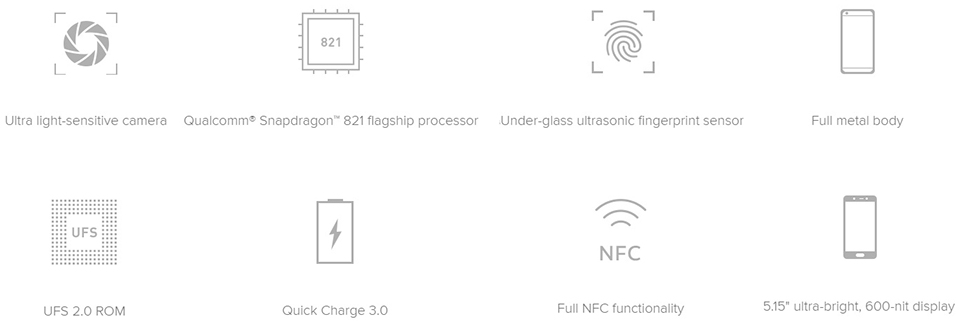 821
Ultra light-sensitive camera
Qualcomm® Snapdragon™ 821 flagship processor
Under-glass ultrasonic fingerprint sensor
Full metal body
UFS
NFC
UFS 2.0 ROM
Quick Charge 3.0
Full NFC functionality
5.15" ultra-bright, 600-nit display